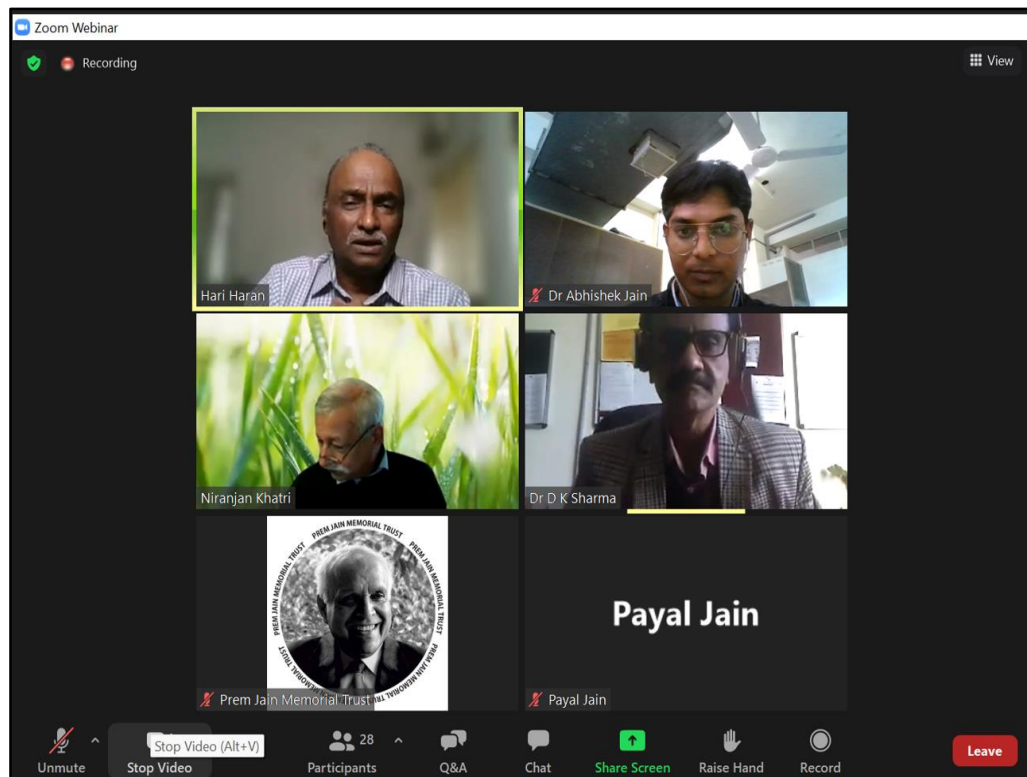 Zoom Webinar
Recording
View
Hari Haran
Dr Abhishek Jain
Niranjan Khatri
Dr D K Sharma
PREM JAIN MEMORIAL TRUST PREM JAIN MEMORIAL TRUST PREM JAIN MEMORIAL TRUST PREM JAIN MEMORIAL TRUST
Prem Jain Memorial Trust
Payal Jain
Payal Jain
28
Stop Video (Alt+V)
Unmute
Stop Video
Participants
Q&A
Chat
Share Screen
Raise Hand
Record
Leave